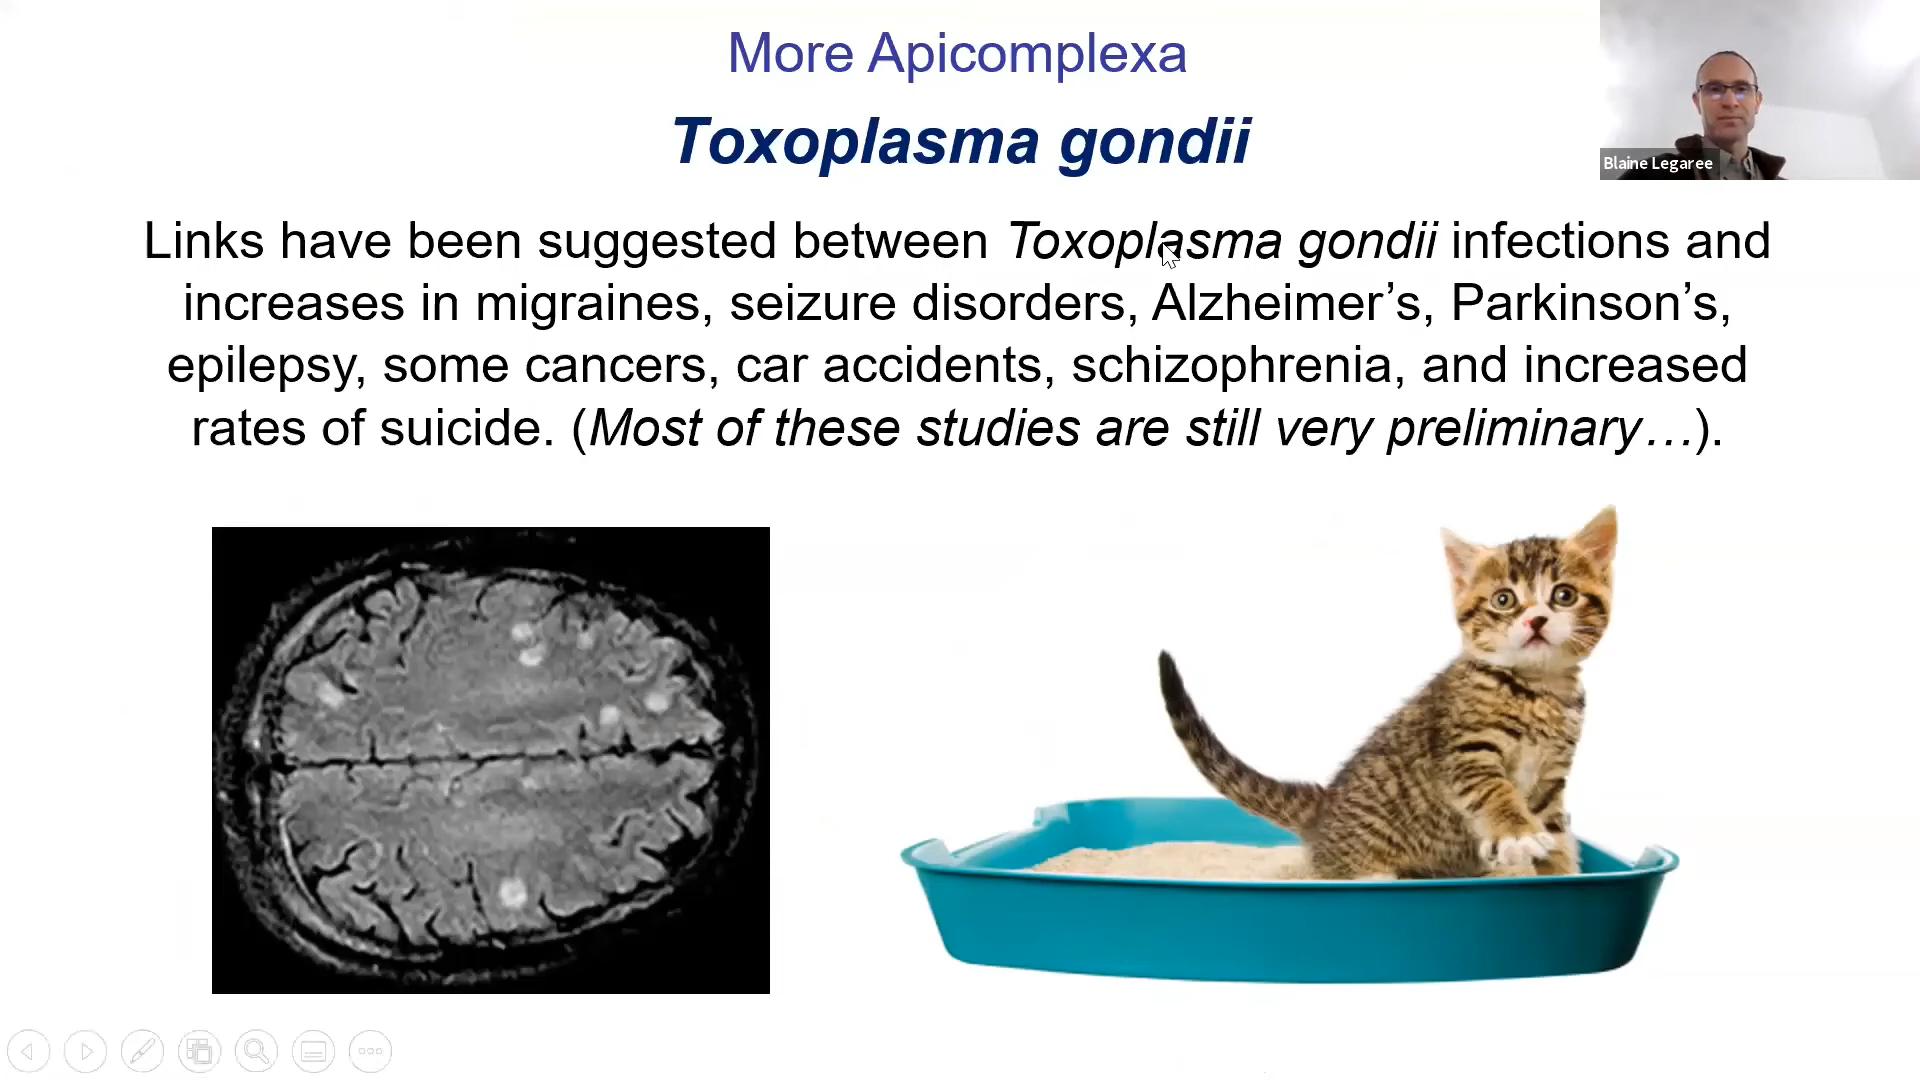 More Apicomplexa
Toxoplasma gondii
Blaine Legaree
Links have been suggested between Toxoplasma gondii infections and
increases in migraines, seizure disorders, Alzheimer’s, Parkinson’s,
epilepsy, some cancers, car accidents, schizophrenia, and increased
rates of suicide. (Most of these studies are still very preliminary…).